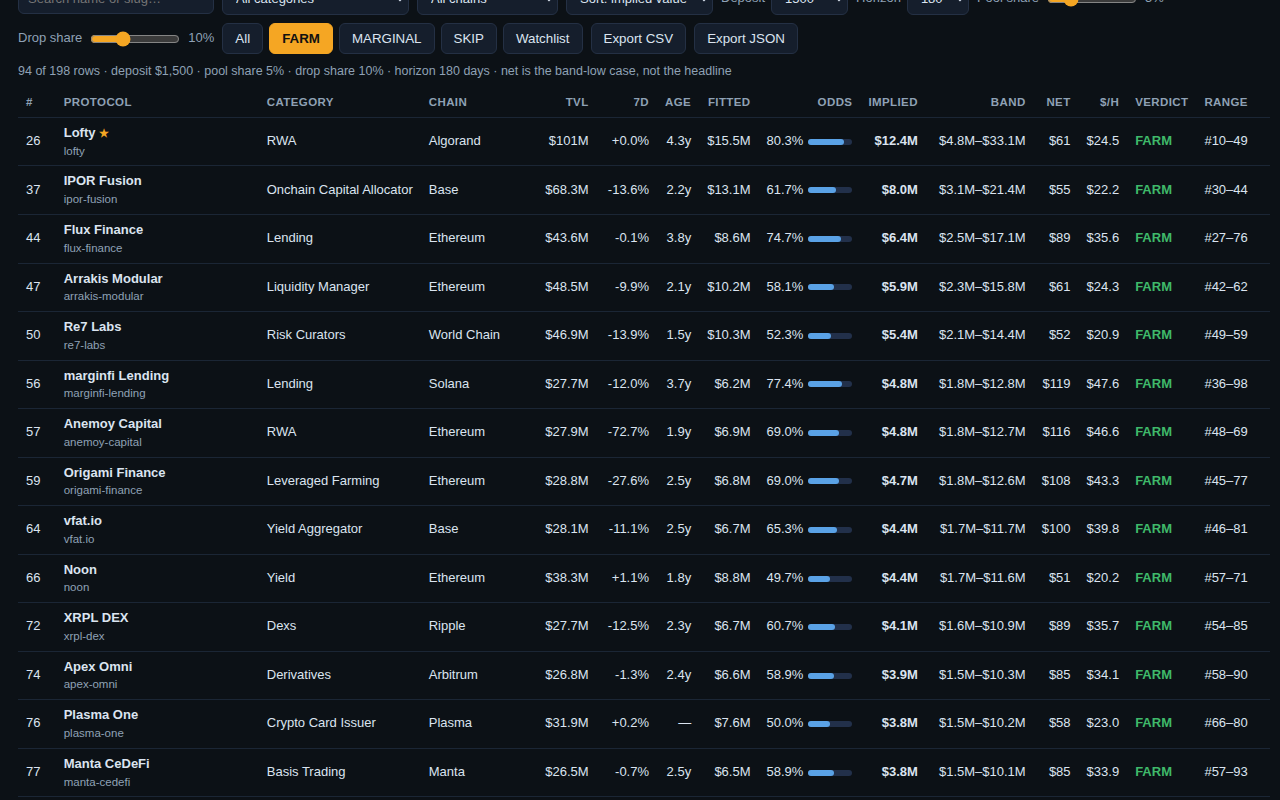 Search name or slug… All categories All chains Sort: implied value Deposit 1500 Horizon 180 Pool share 5%
Drop share 10% All FARM MARGINAL SKIP Watchlist Export CSV Export JSON
94 of 198 rows · deposit $1,500 · pool share 5% · drop share 10% · horizon 180 days · net is the band-low case, not the headline
# PROTOCOL CATEGORY CHAIN TVL 7D AGE FITTED ODDS IMPLIED BAND NET $/H VERDICT RANGE
26 Lofty ★ RWA Algorand $101M +0.0% 4.3y $15.5M 80.3% $12.4M $4.8M–$33.1M $61 $24.5 FARM #10–49
lofty
37 IPOR Fusion Onchain Capital Allocator Base $68.3M -13.6% 2.2y $13.1M 61.7% $8.0M $3.1M–$21.4M $55 $22.2 FARM #30–44
ipor-fusion
44 Flux Finance Lending Ethereum $43.6M -0.1% 3.8y $8.6M 74.7% $6.4M $2.5M–$17.1M $89 $35.6 FARM #27–76
flux-finance
47 Arrakis Modular Liquidity Manager Ethereum $48.5M -9.9% 2.1y $10.2M 58.1% $5.9M $2.3M–$15.8M $61 $24.3 FARM #42–62
arrakis-modular
50 Re7 Labs Risk Curators World Chain $46.9M -13.9% 1.5y $10.3M 52.3% $5.4M $2.1M–$14.4M $52 $20.9 FARM #49–59
re7-labs
56 marginfi Lending Lending Solana $27.7M -12.0% 3.7y $6.2M 77.4% $4.8M $1.8M–$12.8M $119 $47.6 FARM #36–98
marginfi-lending
57 Anemoy Capital RWA Ethereum $27.9M -72.7% 1.9y $6.9M 69.0% $4.8M $1.8M–$12.7M $116 $46.6 FARM #48–69
anemoy-capital
59 Origami Finance Leveraged Farming Ethereum $28.8M -27.6% 2.5y $6.8M 69.0% $4.7M $1.8M–$12.6M $108 $43.3 FARM #45–77
origami-finance
64 vfat.io Yield Aggregator Base $28.1M -11.1% 2.5y $6.7M 65.3% $4.4M $1.7M–$11.7M $100 $39.8 FARM #46–81
vfat.io
66 Noon Yield Ethereum $38.3M +1.1% 1.8y $8.8M 49.7% $4.4M $1.7M–$11.6M $51 $20.2 FARM #57–71
noon
72 XRPL DEX Dexs Ripple $27.7M -12.5% 2.3y $6.7M 60.7% $4.1M $1.6M–$10.9M $89 $35.7 FARM #54–85
xrpl-dex
74 Apex Omni Derivatives Arbitrum $26.8M -1.3% 2.4y $6.6M 58.9% $3.9M $1.5M–$10.3M $85 $34.1 FARM #58–90
apex-omni
76 Plasma One Crypto Card Issuer Plasma $31.9M +0.2% — $7.6M 50.0% $3.8M $1.5M–$10.2M $58 $23.0 FARM #66–80
plasma-one
77 Manta CeDeFi Basis Trading Manta $26.5M -0.7% 2.5y $6.5M 58.9% $3.8M $1.5M–$10.1M $85 $33.9 FARM #57–93
manta-cedefi